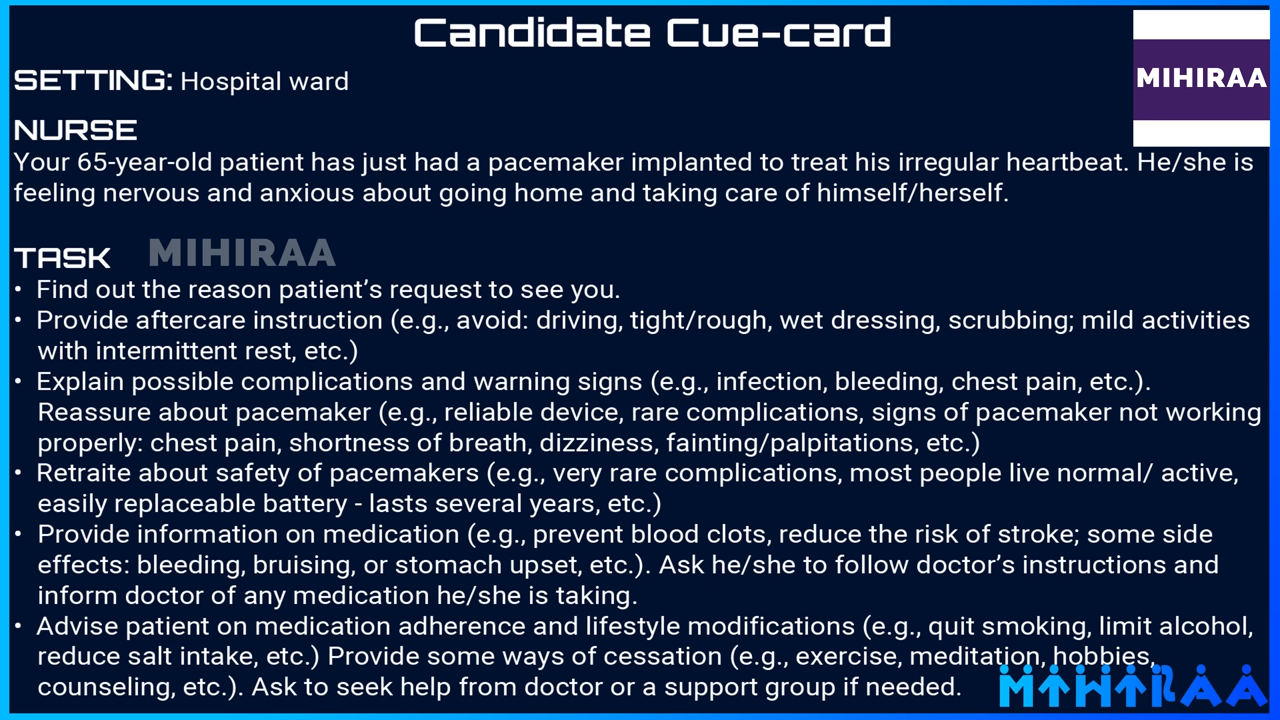 Candidate Cue-card
MIHIRAA
SETTING: Hospital ward
NURSE
Your 65-year-old patient has just had a pacemaker implanted to treat his irregular heartbeat. He/she is
feeling nervous and anxious about going home and taking care of himself/herself.
TASK MIHIRAA
• Find out the reason patient’s request to see you.
• Provide aftercare instruction (e.g., avoid: driving, tight/rough, wet dressing, scrubbing; mild activities
with intermittent rest, etc.)
• Explain possible complications and warning signs (e.g., infection, bleeding, chest pain, etc.).
Reassure about pacemaker (e.g., reliable device, rare complications, signs of pacemaker not working
properly: chest pain, shortness of breath, dizziness, fainting/palpitations, etc.)
• Retraite about safety of pacemakers (e.g., very rare complications, most people live normal/ active,
easily replaceable battery - lasts several years, etc.)
• Provide information on medication (e.g., prevent blood clots, reduce the risk of stroke; some side
effects: bleeding, bruising, or stomach upset, etc.). Ask he/she to follow doctor’s instructions and
inform doctor of any medication he/she is taking.
• Advise patient on medication adherence and lifestyle modifications (e.g., quit smoking, limit alcohol,
reduce salt intake, etc.) Provide some ways of cessation (e.g., exercise, meditation, hobbies,
counseling, etc.). Ask to seek help from doctor or a support group if needed.
MIHIRAA